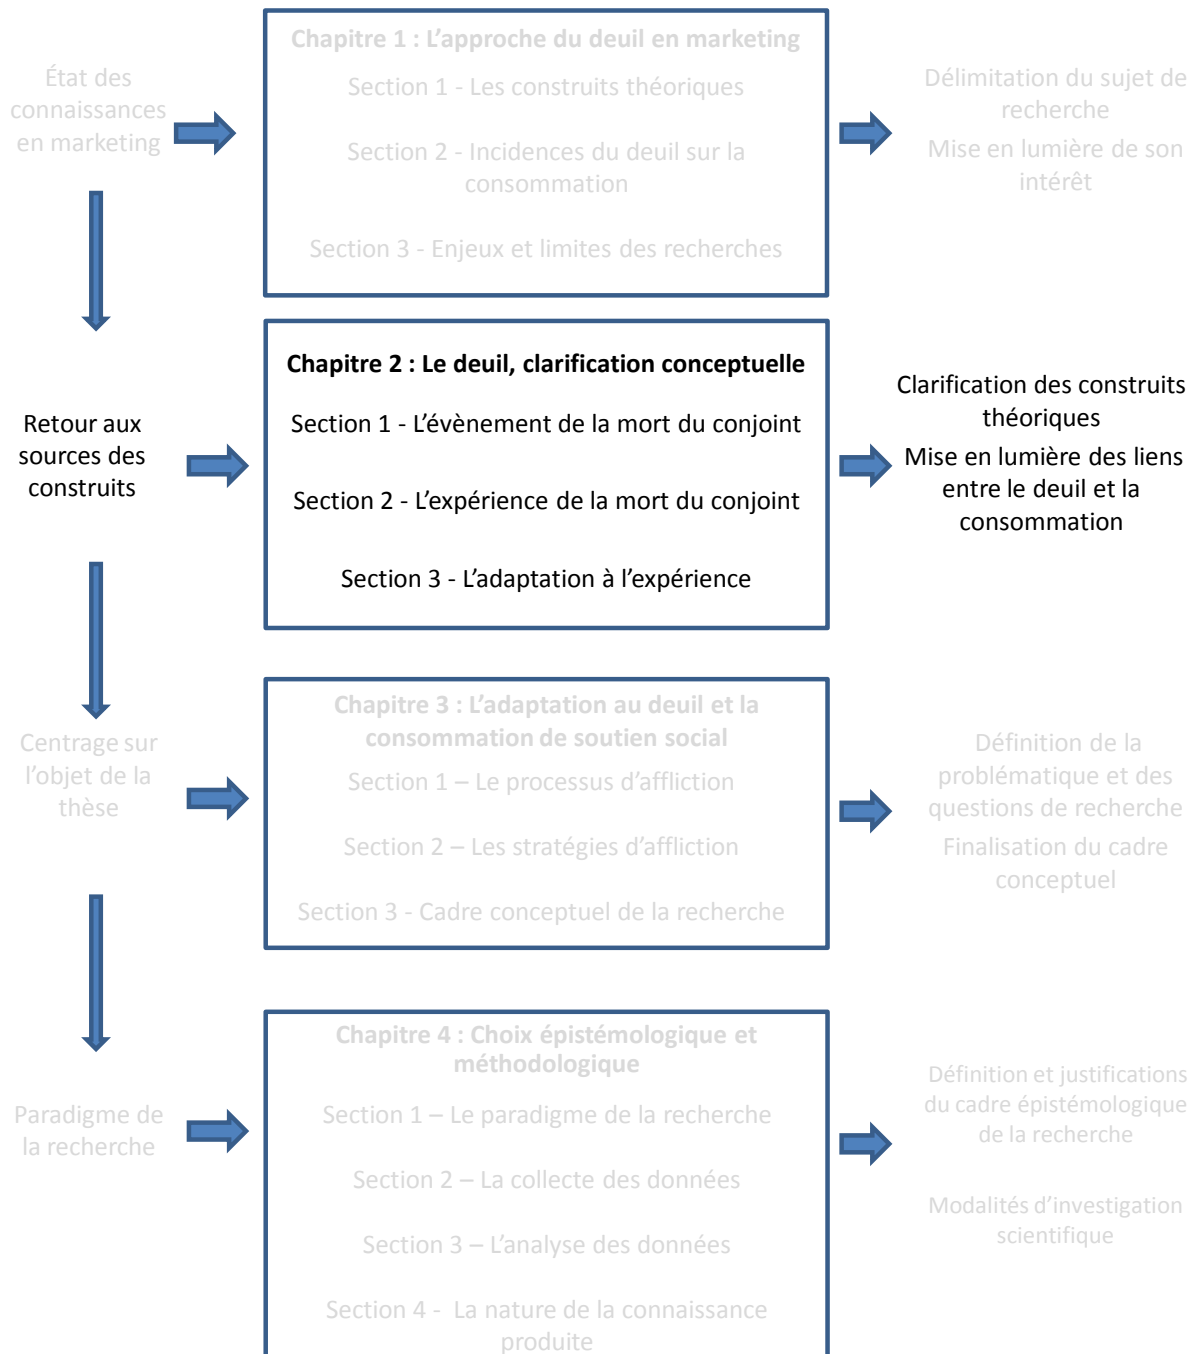 État des
connaissances
en marketing
Chapitre 1 : L'approche du deuil en marketing
Section 1 - Les construits théoriques
Section 2 - Incidences du deuil sur la
consommation
Section 3 - Enjeux et limites des recherches
Délimitation du sujet de
recherche
Mise en lumière de son
intérêt
Retour aux
sources des
construits
Chapitre 2 : Le deuil, clarification conceptuelle
Section 1 - L'évènement de la mort du conjoint
Section 2 - L'expérience de la mort du conjoint
Section 3 - L'adaptation à l'expérience
Clarification des construits
théoriques
Mise en lumière des liens
entre le deuil et la
consommation
Centrage sur
l'objet de la
thèse
Chapitre 3 : L'adaptation au deuil et la
consommation de soutien social
Section 1 – Le processus d'affliction
Section 2 – Les stratégies d'affliction
Section 3 - Cadre conceptuel de la recherche
Définition de la
problématique et des
questions de recherche
Finalisation du cadre
conceptuel
Paradigme de
la recherche
Chapitre 4 : Choix épistémologique et
méthodologique
Section 1 – Le paradigme de la recherche
Section 2 – La collecte des données
Section 3 – L'analyse des données
Section 4 - La nature de la connaissance
produite
Définition et justifications
du cadre épistémologique
de la recherche
Modalités d'investigation
scientifique